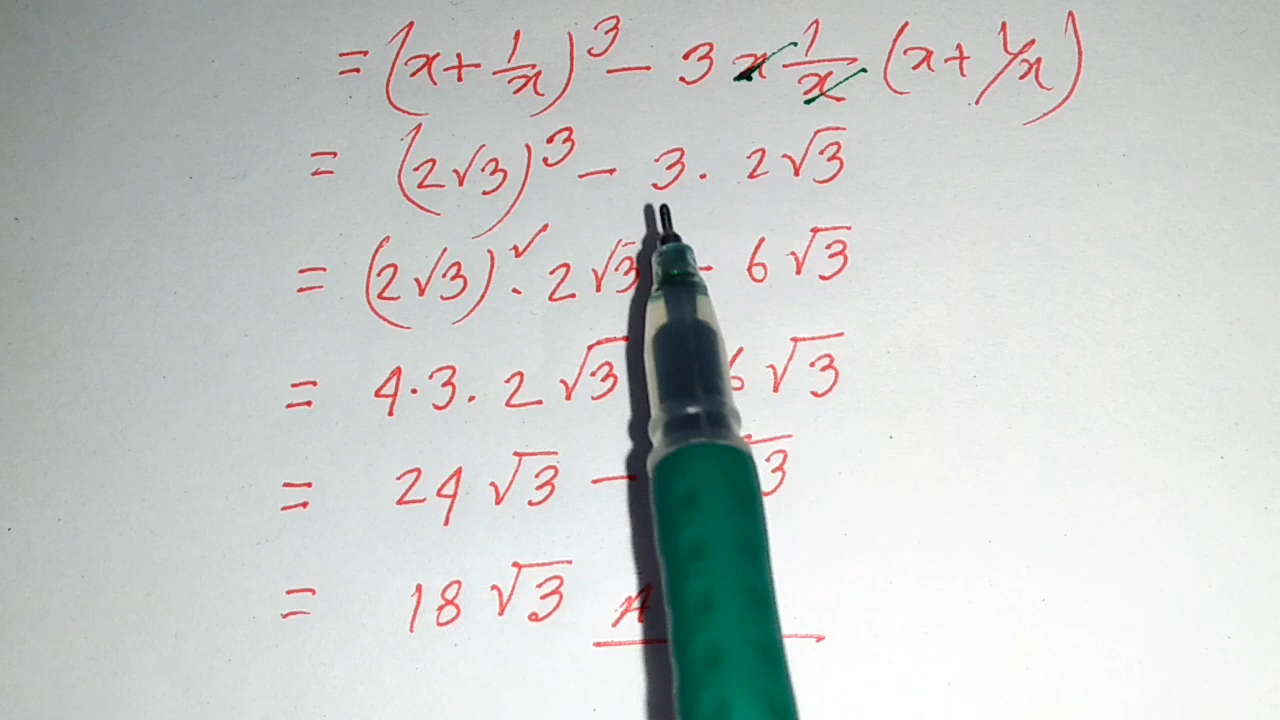 = (x + 1/x)³ - 3 x 1/x (x + 1/x)
= (2√3)³ - 3 . 2√3
= (2√3)² . 2√3 - 6√3
= 4.3. 2√3 6√3
= 24√3 - √3
= 18√3